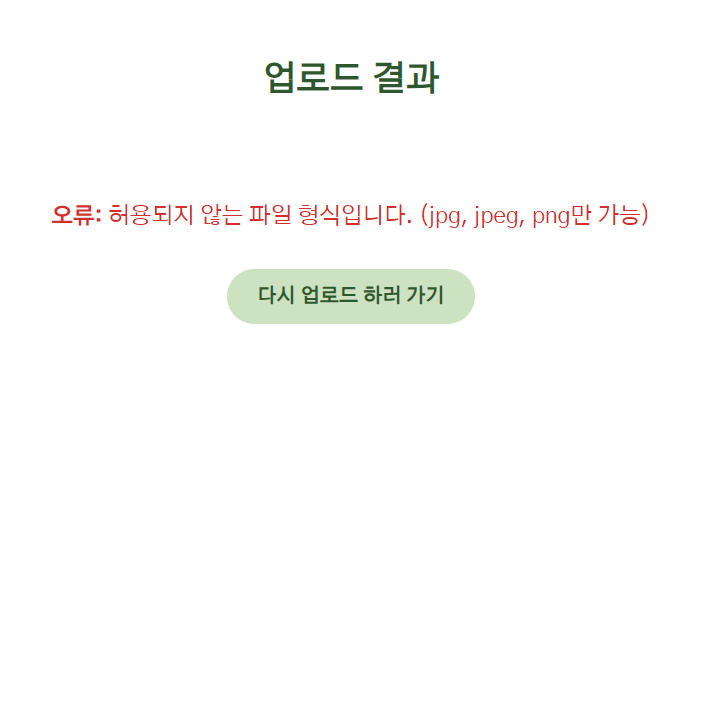 업로드 결과
오류: 허용되지 않는 파일 형식입니다. (jpg, jpeg, png만 가능)
다시 업로드 하러 가기